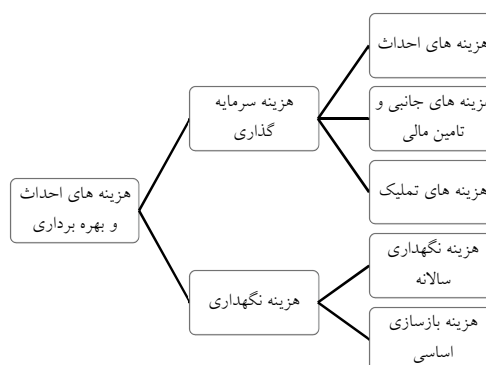 هزینه های احداث
هزینه سرمایه
گذاری
هزینه های جانبی و
تامین مالی
هزینه های تملیک
هزینه های احداث
و بهره برداری
هزینه نگهداری
هزینه نگهداری
سالانه
هزینه بازسازی
اساسی